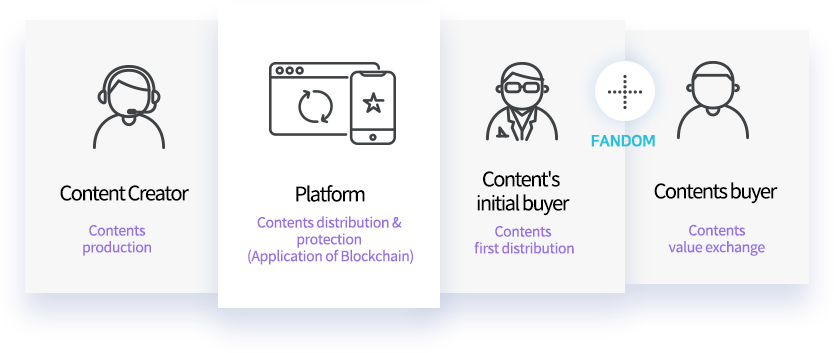 Content Creator
Contents
production
Platform
Contents distribution &
protection
(Application of Blockchain)
Content's
initial buyer
Contents
first distribution
FANDOM
Contents buyer
Contents
value exchange